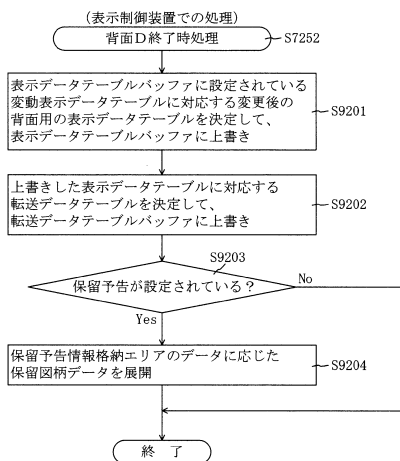 (表示制御装置での処理)
背面D終了時処理
S7252
表示データテーブルバッファに設定されている
変動表示データテーブルに対応する変更後の
背面用の表示データテーブルを決定して、
表示データテーブルバッファに上書き
S9201
上書きした表示データテーブルに対応する
転送データテーブルを決定して、
転送データテーブルバッファに上書き
S9202
S9203
保留予告が設定されている?
No
Yes
保留予告情報格納エリアのデータに応じた
保留図柄データを展開
S9204
終 了